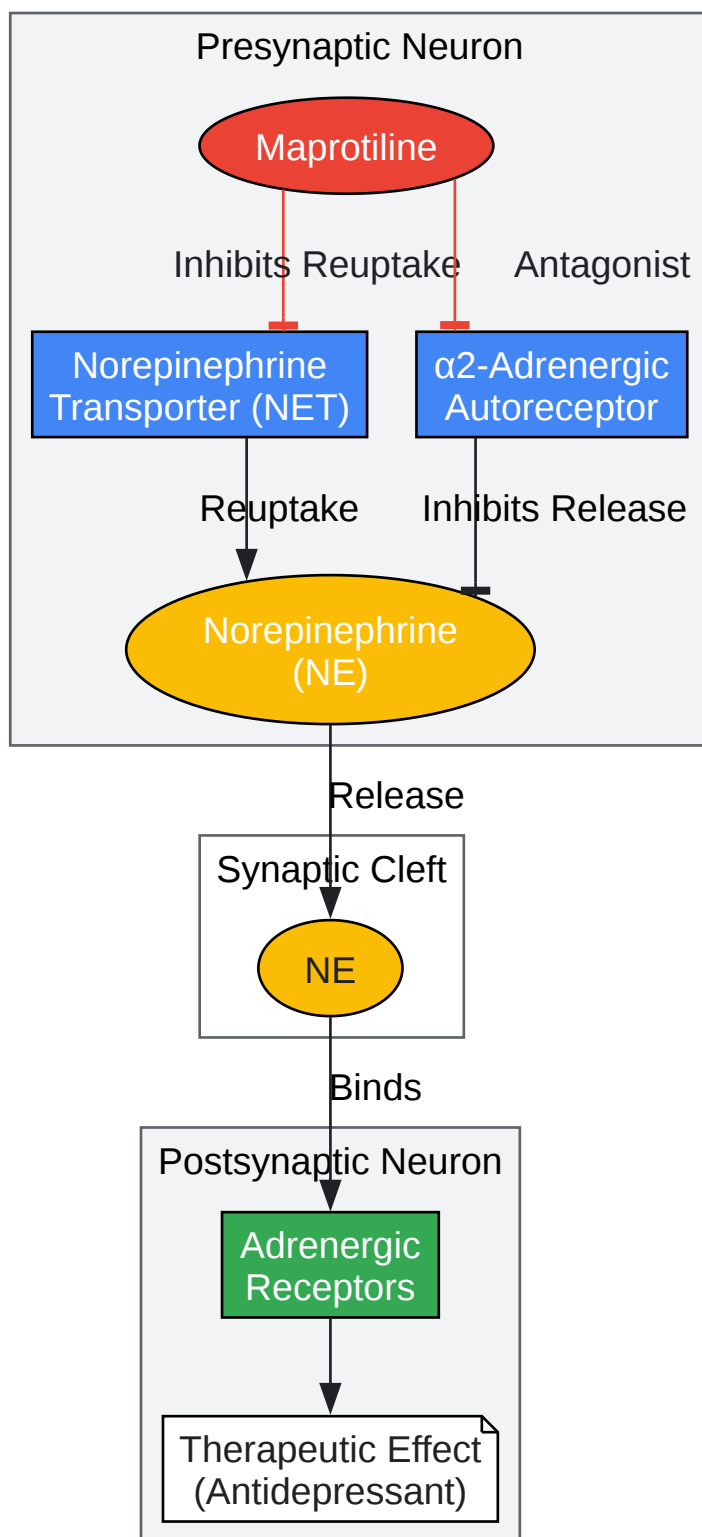 Presynaptic Neuron
Maprotiline
Inhibits Reuptake
Antagonist
Norepinephrine
Transporter (NET)
α2-Adrenergic
Autoreceptor
Reuptake
Inhibits Release
Norepinephrine
(NE)
Release
Synaptic Cleft
NE
Binds
Postsynaptic Neuron
Adrenergic
Receptors
Therapeutic Effect
(Antidepressant)